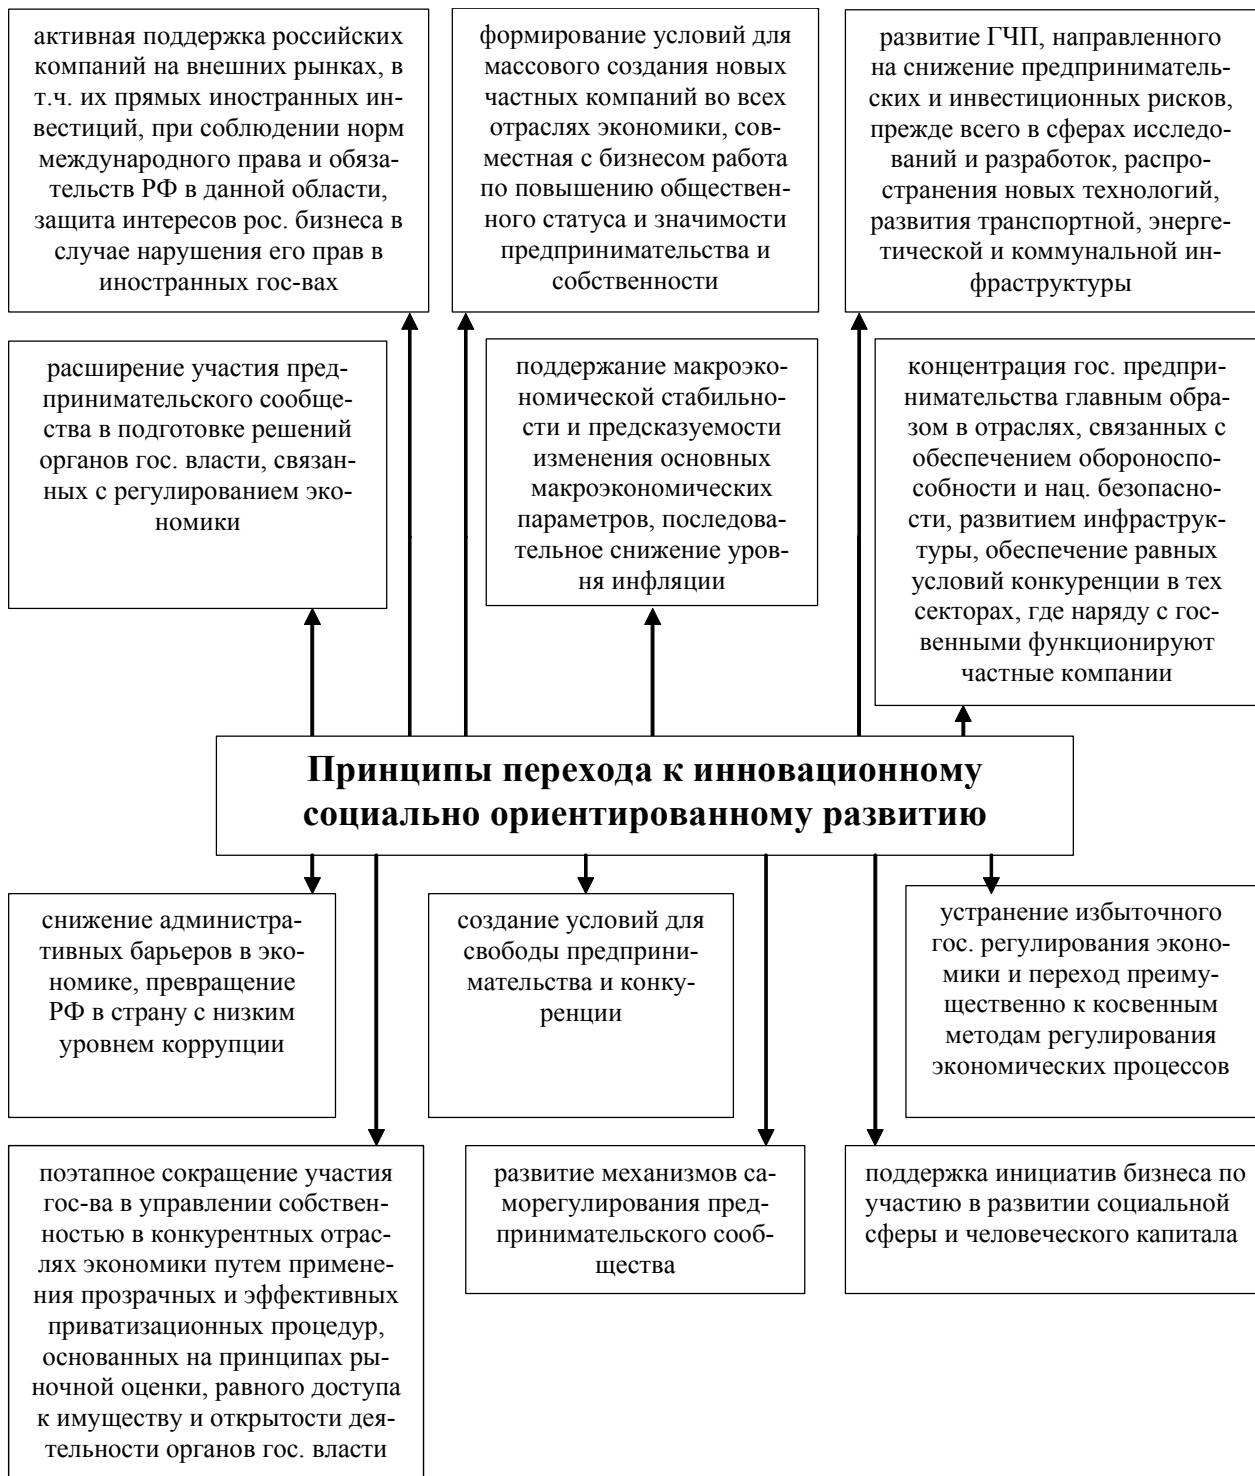 активная поддержка российских
компаний на внешних рынках, в
т.ч. их прямых иностранных ин-
вестиций, при соблюдении норм
международного права и обяза-
тельств РФ в данной области,
защита интересов рос. бизнеса в
случае нарушения его прав в
иностранных гос-вах
формирование условий для
массового создания новых
частных компаний во всех
отраслях экономики, сов-
местная с бизнесом работа
по повышению обществен-
ного статуса и значимости
предпринимательства и
собственности
развитие ГЧП, направленного
на снижение предприниматель-
ских и инвестиционных рисков,
прежде всего в сферах исследо-
ваний и разработок, распро-
странения новых технологий,
развития транспортной, энерге-
тической и коммунальной ин-
фраструктуры
расширение участия пред-
принимательского сообще-
ства в подготовке решений
органов гос. власти, связан-
ных с регулированием эко-
номики
поддержание макроэко-
номической стабильно-
сти и предсказуемости
изменения основных
макроэкономических
параметров, последова-
тельное снижение уров-
ня инфляции
концентрация гос. предпри-
нимательства главным обра-
зом в отраслях, связанных с
обеспечением обороноспо-
собности и нац. безопасно-
сти, развитием инфраструк-
туры, обеспечение равных
условий конкуренции в тех
секторах, где наряду с гос-
венными функционируют
частные компании
Принципы перехода к инновационному
социально ориентированному развитию
снижение администра-
тивных барьеров в эко-
номике, превращение
РФ в страну с низким
уровнем коррупции
создание условий для
свободы предприни-
мательства и конку-
ренции
устранение избыточного
гос. регулирования эконо-
мики и переход преиму-
щественно к косвенным
методам регулирования
экономических процессов
поэтапное сокращение участия
гос-ва в управлении собствен-
ностью в конкурентных отрас-
лях экономики путем примене-
ния прозрачных и эффективных
приватизационных процедур,
основанных на принципах ры-
ночной оценки, равного доступа
к имуществу и открытости дея-
тельности органов гос. власти
развитие механизмов са-
морегулирования пред-
принимательского сооб-
щества
поддержка инициатив бизнеса по
участию в развитии социальной
сферы и человеческого капитала